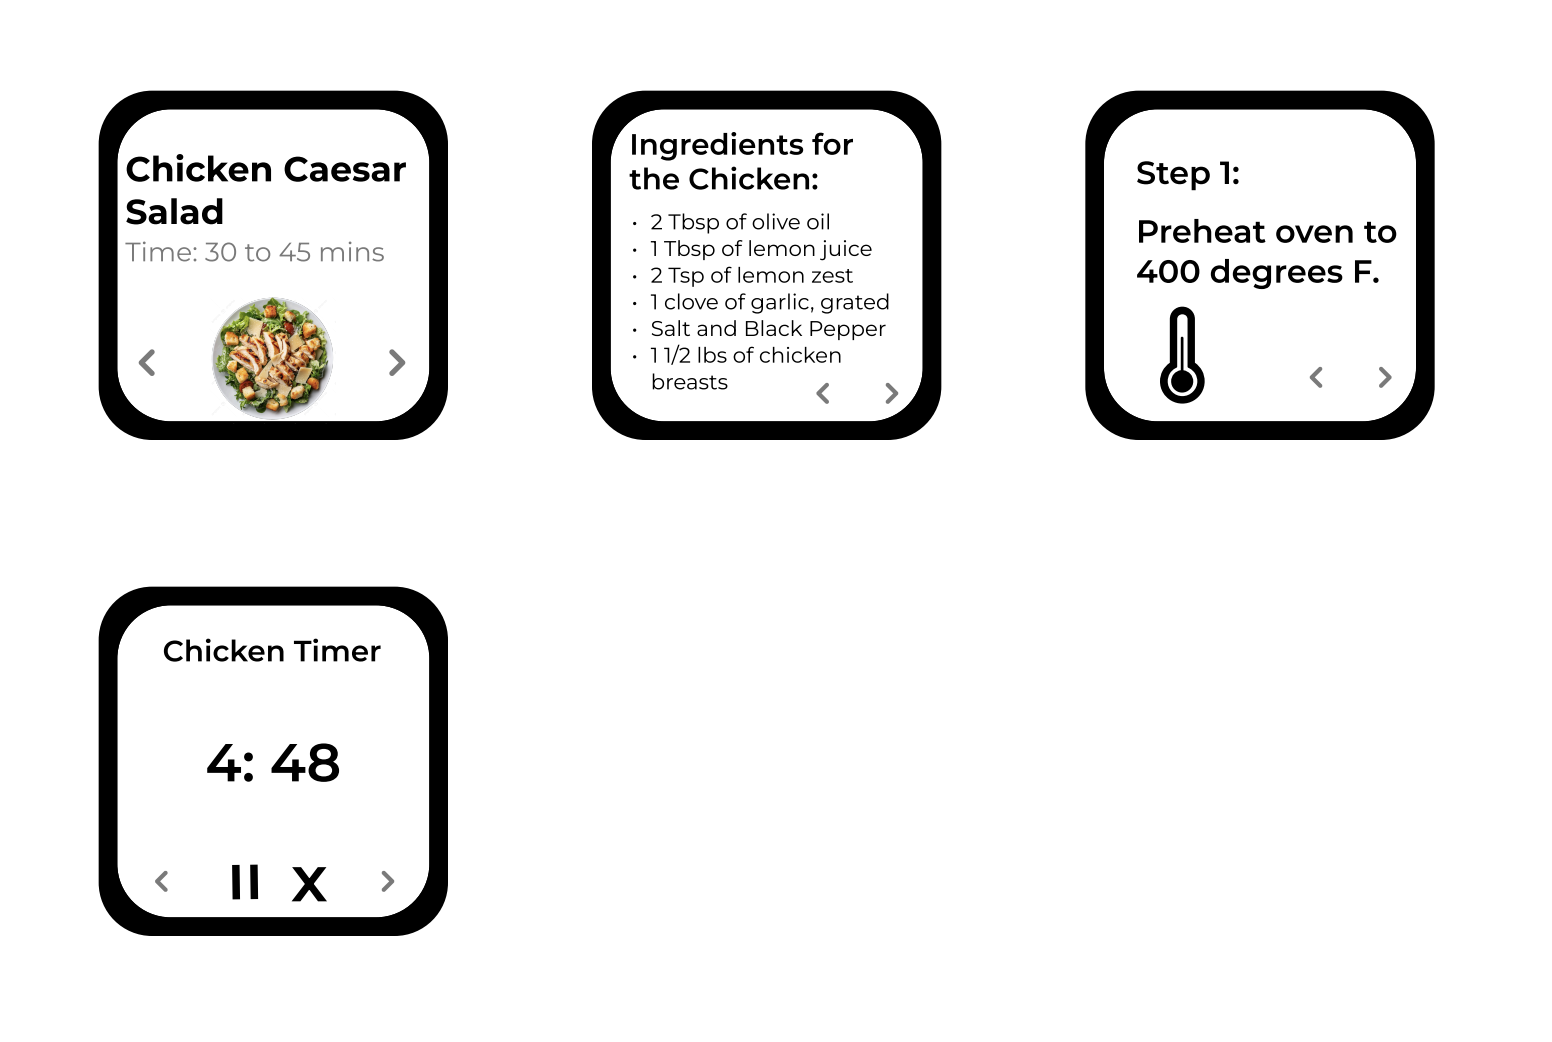 Chicken Caesar
Salad
Time: 30 to 45 mins
Ingredients for
the Chicken:
• 2 Tbsp of olive oil
• 1 Tbsp of lemon juice
• 2 Tsp of lemon zest
• 1 clove of garlic, grated
• Salt and Black Pepper
• 1 1/2 lbs of chicken
breasts
Step 1:
Preheat oven to
400 degrees F.
Chicken Timer
4: 48
X